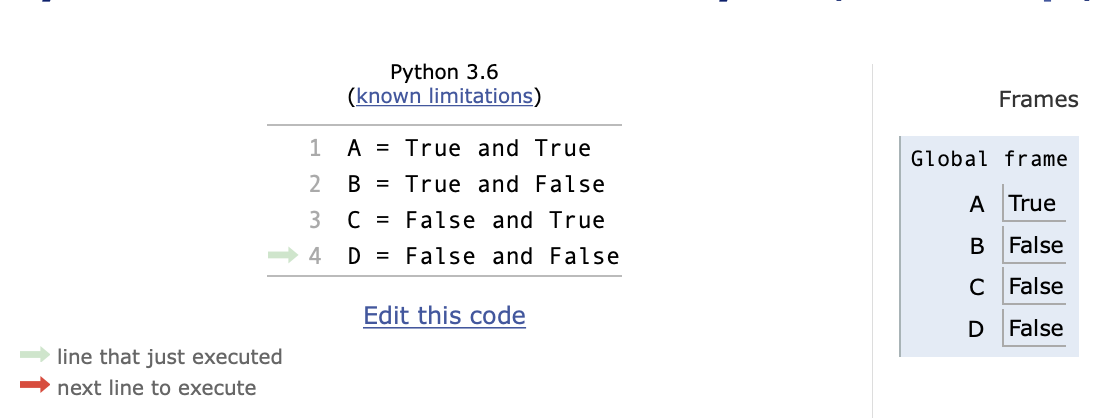 Python 3.6
(known limitations)
1 A = True and True
2 B = True and False
3 C = False and True
4 D = False and False
Edit this code
line that just executed
next line to execute
Frames
Global frame
A True
B False
C False
D False